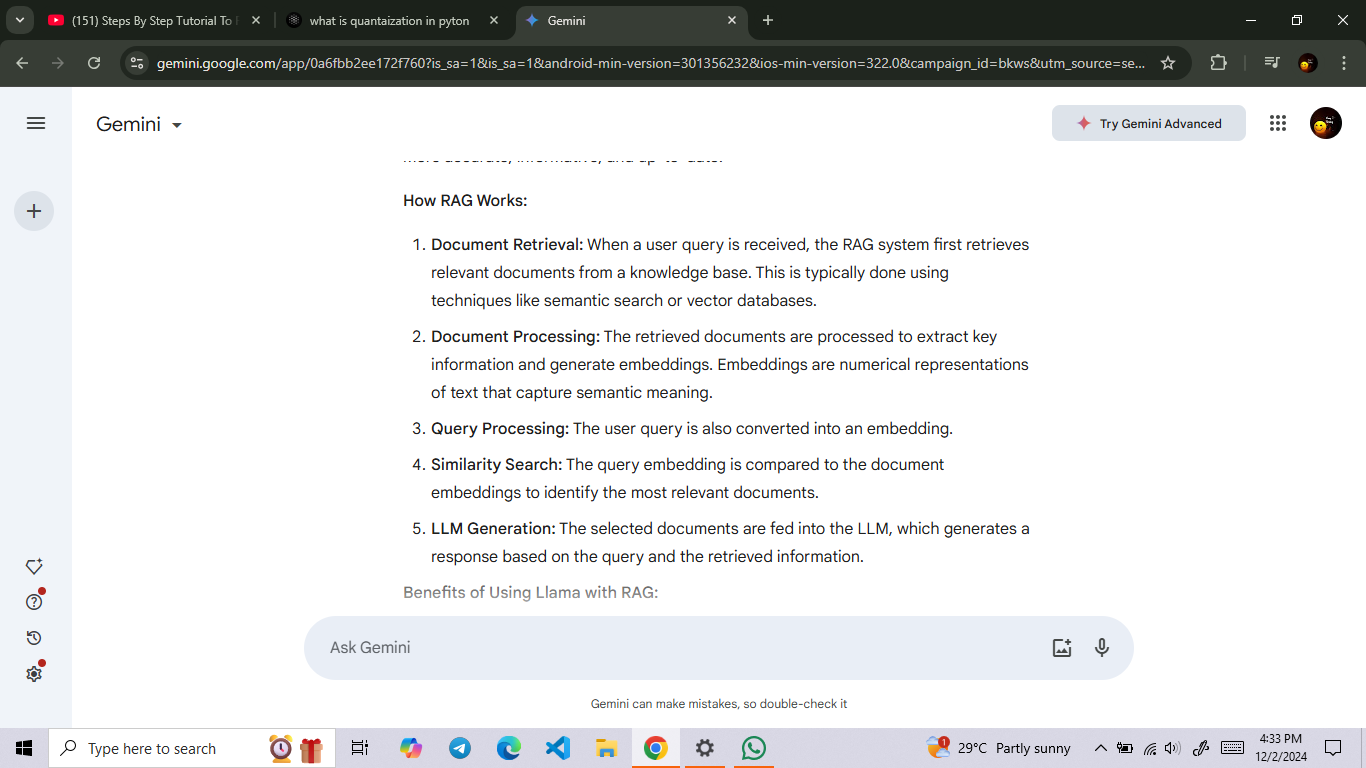 (151) Steps By Step Tutorial To
what is quantaization in pyton
Gemini
gemini.google.com/app/0a6fbb2ee172f760?is_sa=1&is_sa=1&android-min-version=301356232&ios-min-version=322.0&campaign_id=bkws&utm_source=se...
Gemini
Try Gemini Advanced
How RAG Works:
1. Document Retrieval: When a user query is received, the RAG system first retrieves
relevant documents from a knowledge base. This is typically done using
techniques like semantic search or vector databases.
2. Document Processing: The retrieved documents are processed to extract key
information and generate embeddings. Embeddings are numerical representations
of text that capture semantic meaning.
3. Query Processing: The user query is also converted into an embedding.
4. Similarity Search: The query embedding is compared to the document
embeddings to identify the most relevant documents.
5. LLM Generation: The selected documents are fed into the LLM, which generates a
response based on the query and the retrieved information.
Benefits of Using Llama with RAG:
Ask Gemini
Gemini can make mistakes, so double-check it
Type here to search
1
29°C Partly sunny
4:33 PM
12/2/2024